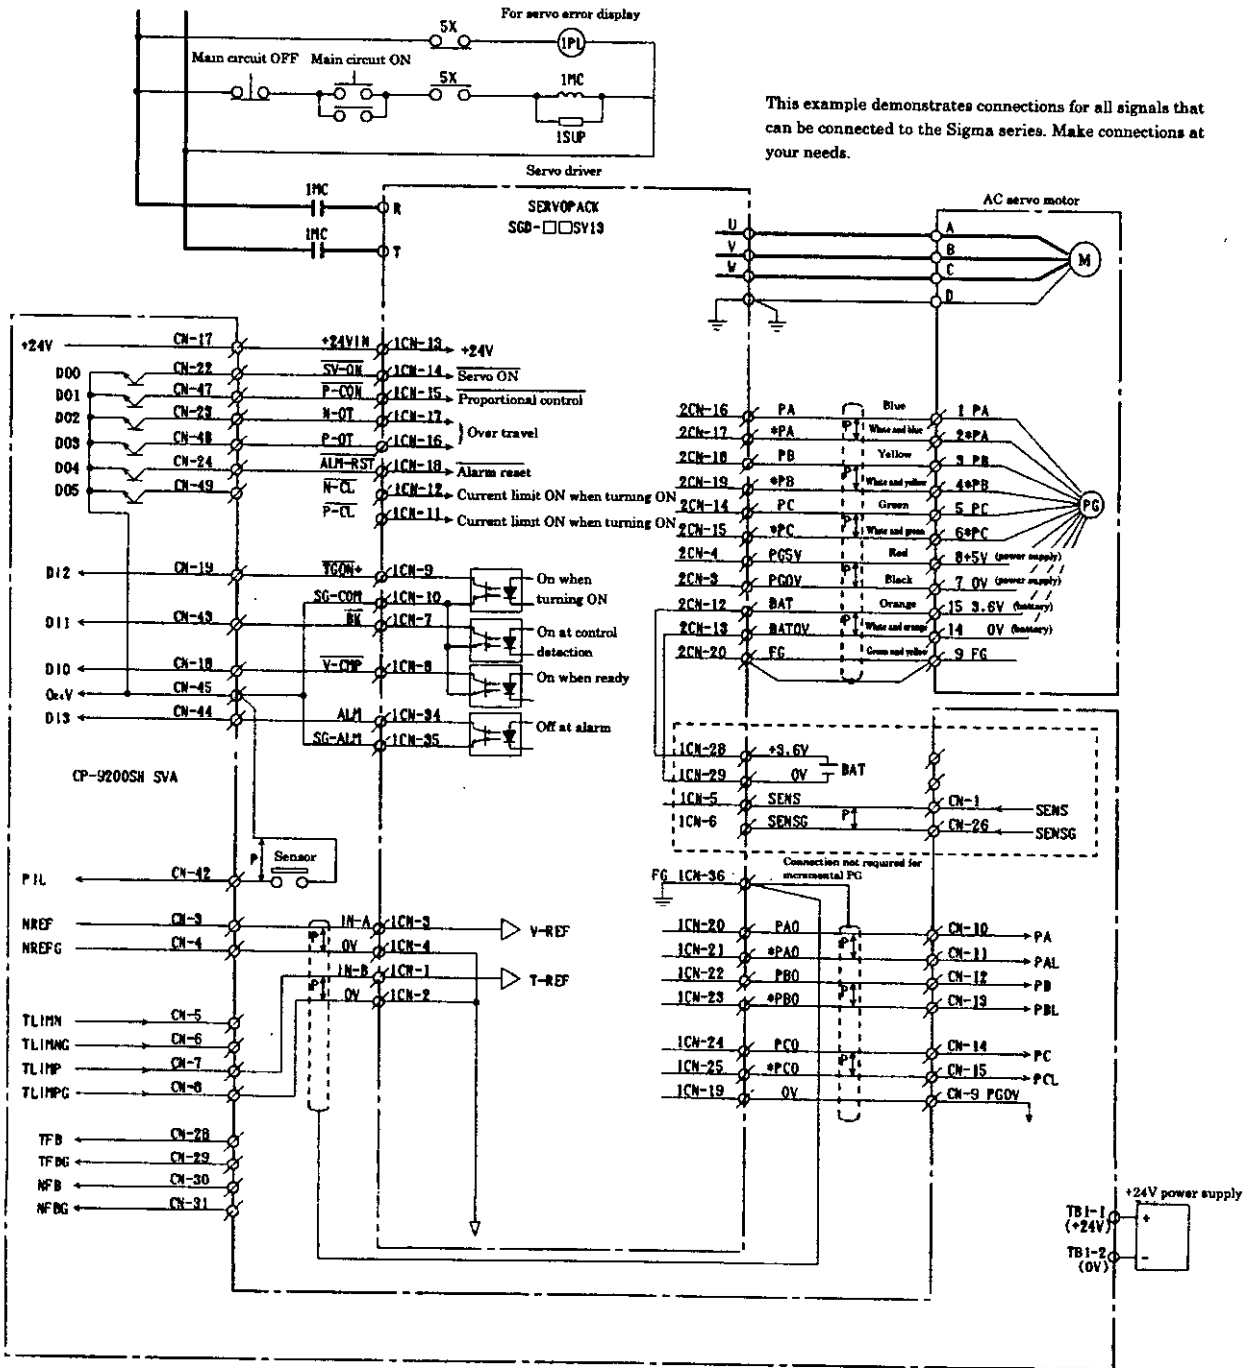 For servo error display
5X
1PL
Main circuit OFF Main circuit ON
5X
1MC
1SUP
This example demonstrates connections for all signals that
can be connected to the Sigma series. Make connections at
your needs.
Servo driver
1MC
R
SERVOPACK
SGD-□□SV13
1MC
T
AC servo motor
U A
V B
W C
D
M
+24V CN-17 +24VIN 1CN-13 +24V
DO0 CN-22 SV-ON 1CN-14 Servo ON
DO1 CN-47 P-CON 1CN-15 Proportional control
DO2 CN-23 N-OT 1CN-17
Over travel
DO3 CN-48 P-OT 1CN-16
DO4 CN-24 ALM-RST 1CN-18 Alarm reset
DO5 CN-49 N-CL 1CN-12 Current limit ON when turning ON
P-CL 1CN-11 Current limit ON when turning ON
DI2 CN-19 TGON+ 1CN-9 On when
turning ON
SG-COM 1CN-10
DI1 CN-43 BK 1CN-7 On at control
detection
DI0 CN-18 V-CMP 1CN-8 On when ready
CN-45
DI3 CN-44 ALM 1CN-34 Off at alarm
SG-ALM 1CN-35
CP-9200SH SVA
2CN-16 PA P Blue 1 PA
2CN-17 *PA White and blue 2 *PA
2CN-18 PB P Yellow 3 PB
2CN-19 *PB White and yellow 4 *PB
2CN-14 PC P Green 5 PC
2CN-15 *PC White and green 6 *PC
2CN-4 PG5V P Red 8 +5V (power supply)
2CN-3 PG0V Black 7 0V (power supply)
2CN-12 BAT P Orange 15 3.6V (battery)
2CN-13 BAT0V White and orange 14 0V (battery)
2CN-20 FG Green and yellow 9 FG
PG
1CN-28 +3.6V
BAT
1CN-29 0V
1CN-5 SENS P CN-1 SENS
1CN-6 SENSG CN-26 SENSG
Connection not required for
incremental PG
P Sensor
PIL CN-42
FG 1CN-36
NREF CN-3 P IN-A 1CN-3 V-REF
NREFG CN-4 0V 1CN-4
P IN-B 1CN-1 T-REF
0V 1CN-2
TLIMN CN-5
TLIMNG CN-6
TLIMP CN-7
TLIMPG CN-8
TFB CN-28
TFBG CN-29
NFB CN-30
NFBG CN-31
1CN-20 PAO P CN-10 PA
1CN-21 *PAO CN-11 PAL
1CN-22 PBO P CN-12 PB
1CN-23 *PBO CN-13 PBL
1CN-24 PCO P CN-14 PC
1CN-25 *PCO CN-15 PCL
1CN-19 0V CN-9 PG0V
+24V power supply
TB1-1
(+24V)
+
TB1-2
(0V)
-